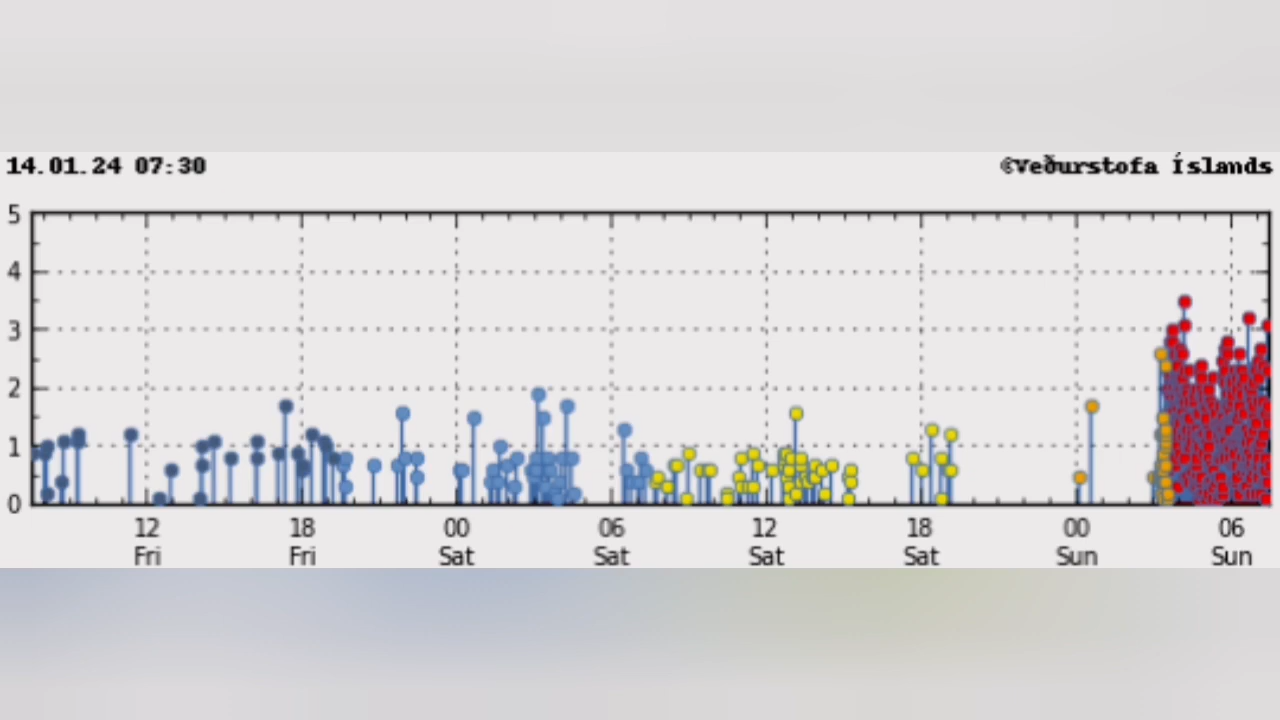 14.01.24 07:30
©Veðurstofa Íslands
5
4
3
2
1
0
12 18 00 06 12 18 00 06
Fri Fri Sat Sat Sat Sat Sun Sun